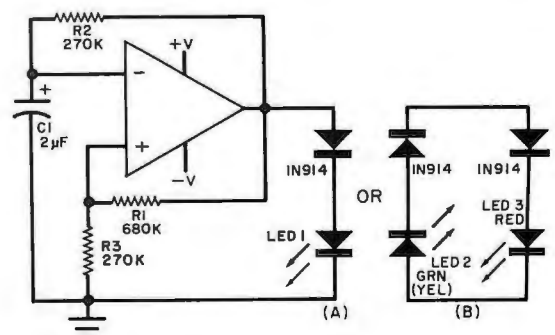 R2
270K
+V
+
−
C1
2µF
+
−V
IN914
IN914
IN914
OR
R1
680K
R3
270K
LED 1
LED 3
RED
LED 2
GRN
(YEL)
(A)
(B)